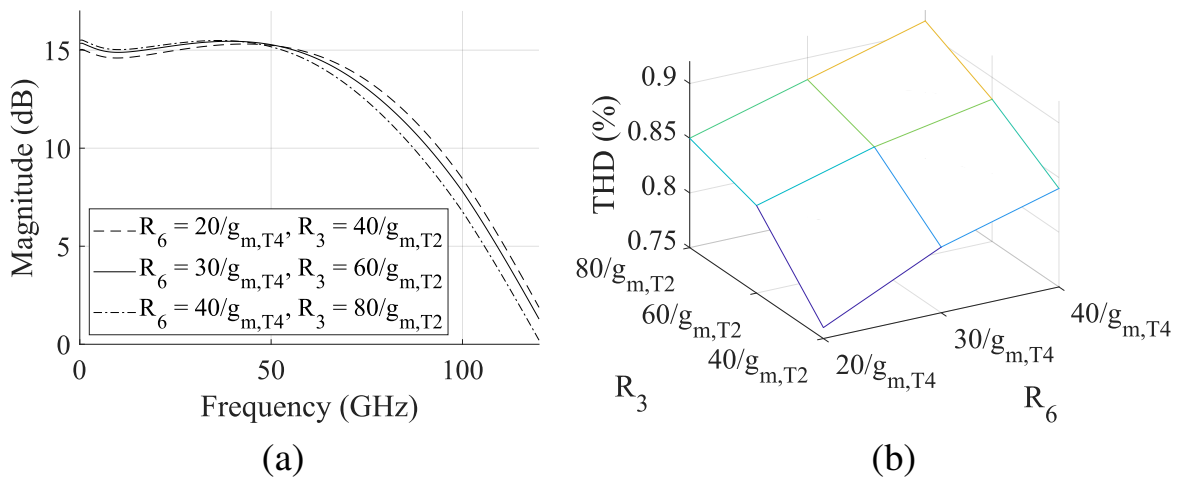 Magnitude (dB)
15
10
5
0
0 50 100
Frequency (GHz)
R6 = 20/gm,T4, R3 = 40/gm,T2
R6 = 30/gm,T4, R3 = 60/gm,T2
R6 = 40/gm,T4, R3 = 80/gm,T2
(a)
THD (%)
0.9
0.85
0.8
0.75
80/gm,T2
60/gm,T2
40/gm,T2
R3
20/gm,T4
30/gm,T4
40/gm,T4
R6
(b)